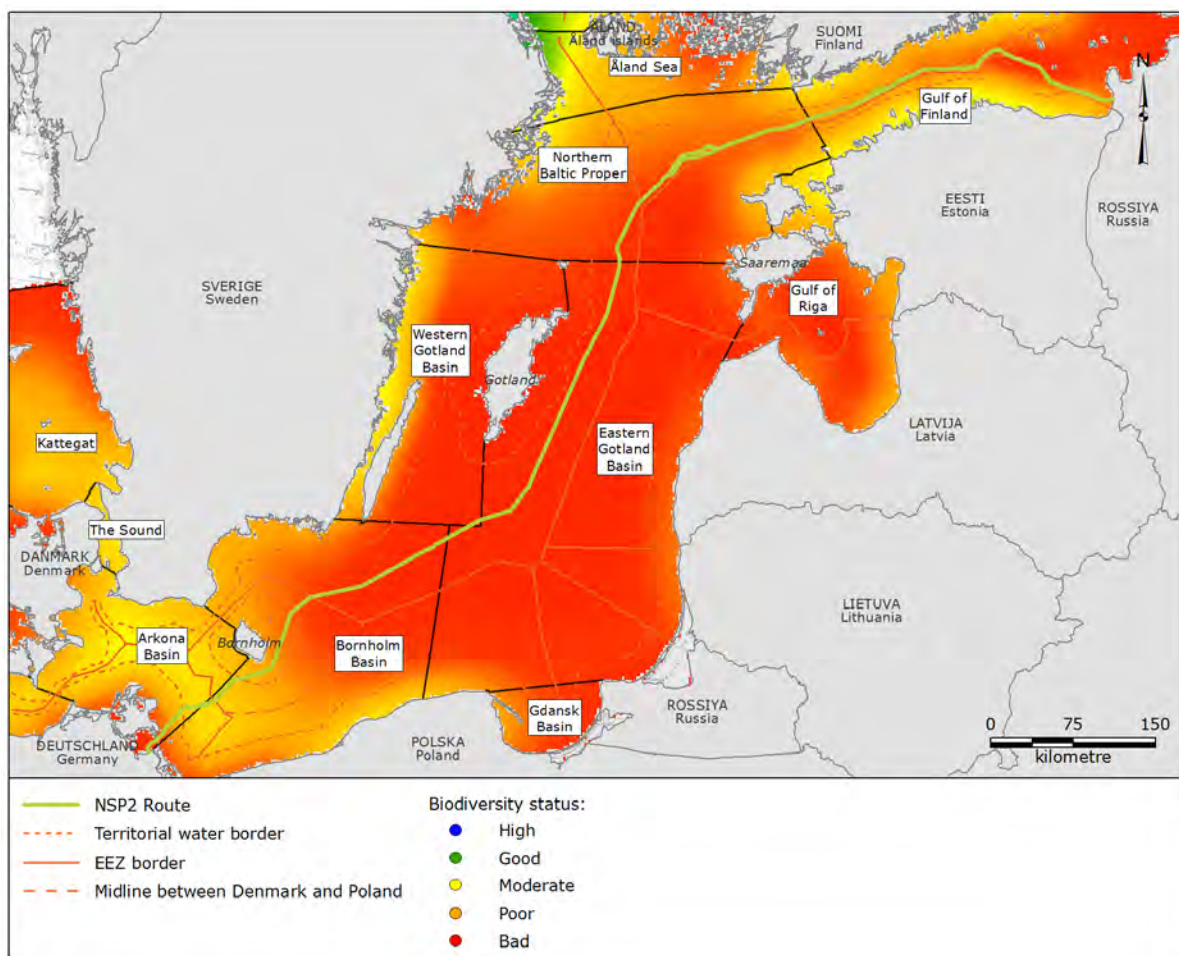 ÅLAND
Åland islands
SUOMI
Finland
Åland Sea
N
Gulf of
Finland
Northern
Baltic Proper
EESTI
Estonia
ROSSIYA
Russia
Saaremaa
SVERIGE
Sweden
Gulf of
Riga
Western
Gotland
Basin
Gotland
Kattegat
Eastern
Gotland
Basin
LATVIJA
Latvia
The Sound
DANMARK
Denmark
LIETUVA
Lithuania
Arkona
Basin
Bornholm
Bornholm
Basin
Gdansk
Basin
ROSSIYA
Russia
DEUTSCHLAND
Germany
POLSKA
Poland
0 75 150
kilometre
NSP2 Route
Territorial water border
EEZ border
Midline between Denmark and Poland
Biodiversity status:
High
Good
Moderate
Poor
Bad